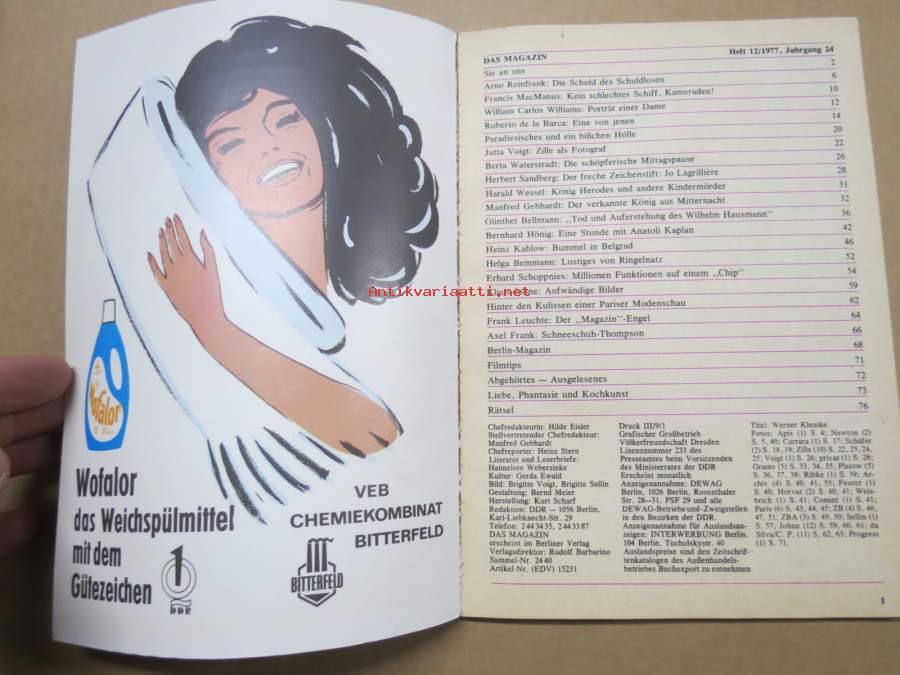 Wofalor
Wofalor
das Weichspülmittel
mit dem
Gütezeichen
1
DDR
VEB
CHEMIEKOMBINAT
BITTERFELD
BITTERFELD
Antikvariaatti.net
DAS MAGAZIN Heft 12/1977, Jahrgang 24
Sie an uns 2
Arno Reinfrank: Die Schuld des Schuldlosen 6
Francis MacManus: Kein schlechtes Schiff, Kameraden! 10
William Carlos Williams: Porträt einer Dame 12
Roberto de la Barca: Eine von jenen 14
Paradiesisches und ein bißchen Hölle 20
Jutta Voigt: Zille als Fotograf 22
Berta Waterstradt: Die schöpferische Mittagspause 26
Herbert Sandberg: Der freche Zeichenstift: Jo Lagrillière 28
Harald Wessel: König Herodes und andere Kindermörder 31
Manfred Gebhardt: Der verkannte König aus Mitternacht 32
Günther Bellmann: „Tod und Auferstehung des Wilhelm Hausmann" 36
Bernhard Hönig: Eine Stunde mit Anatoli Kaplan 42
Heinz Kahlow: Bummel in Belgrad 46
Helga Bemmann: Lustiges von Ringelnatz 52
Erhard Schoppnies: Millionen Funktionen auf einem „Chip" 54
Aufwändige Bilder 59
Hinter den Kulissen einer Pariser Modenschau 62
Frank Leuchte: Der „Magazin"-Engel 64
Axel Frank: Schneeschuh-Thompson 66
Berlin-Magazin 68
Filmtips 71
Abgehörtes — Ausgelesenes 72
Liebe, Phantasie und Kochkunst 73
Rätsel 76
Chefredakteurin: Hilde Eisler
Stellvertretender Chefredakteur:
Manfred Gebhardt
Chefreporter: Heinz Stern
Literatur und Leserbriefe:
Hannelore Webersinke
Kultur: Gerda Ewald
Bild: Brigitte Voigt, Brigitte Sellin
Gestaltung: Bernd Meier
Herstellung: Kurt Scharf
Redaktion: DDR — 1056 Berlin,
Karl-Liebknecht-Str. 29
Telefon: 2 44 34 35, 2 44 33 87
DAS MAGAZIN
erscheint im Berliner Verlag
Verlagsdirektor: Rudolf Barbarino
Sammel-Nr. 24 40
Artikel-Nr. (EDV) 15231
Druck III/9/1
Grafischer Großbetrieb
Völkerfreundschaft Dresden
Lizenznummer 233 des
Presseamtes beim Vorsitzenden
des Ministerrates der DDR
Erscheint monatlich
Anzeigenannahme: DEWAG
Berlin, 1026 Berlin, Rosenthaler
Str. 28—31, PSF 29 und alle
DEWAG-Betriebe und -Zweigstellen
in den Bezirken der DDR.
Anzeigenannahme für Auslandsan-
zeigen: INTERWERBUNG Berlin.
104 Berlin, Tucholskystr. 40
Auslandspreise sind den Zeitschrif-
tenkatalogen des Außenhandels-
betriebes Buchexport zu entnehmen
Titel: Werner Klemke
Fotos: Apis (1) S. 4; Newton (2)
S. 5, 40; Carrara (1) S. 17; Schäfer
(2) S. 18, 19; Zille (10) S. 22, 23, 24,
25; Voigt (1) S. 26; privat (1) S. 28;
Grams (5) S. 33, 34, 35; Platow (5)
S. 36, 37, 38; Ribke (1) S. 39; Ar-
chiv (4) S. 40, 41, 55; Feurer (1)
S. 40; Horvat (2) S. 40, 41; Weis-
brich (1) S. 41; Conant (1) S. 41;
Paris (6) S. 43, 44, 45; ZB (4) S. 46,
47, 51; ZBA (3) S. 49, 50; Sellin (1)
S. 57; Johne (12) S. 59, 60, 61; da
Silva/C. P. (11) S. 62, 63; Progress
(1) S. 71.
1